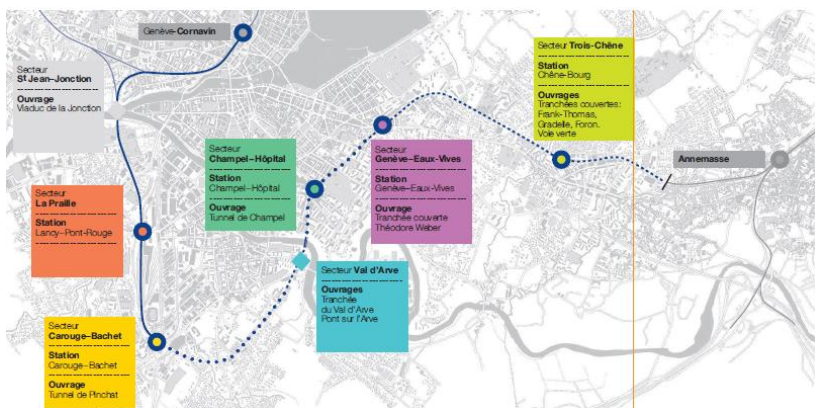 Genève-Cornavin
Secteur
St Jean-Jonction
Ouvrage
Viaduc de la Jonction
Secteur
La Praille
Station
Lancy-Pont-Rouge
Secteur
Carouge-Bachet
Station
Carouge-Bachet
Ouvrage
Tunnel de Pinchat
Secteur
Champel-Hôpital
Station
Champel-Hôpital
Ouvrage
Tunnel de Champel
Secteur
Genève-Eaux-Vives
Station
Genève-Eaux-Vives
Ouvrage
Tranchée couverte
Théodore Weber
Secteur Val d'Arve
Ouvrages
Tranchée
du Val d'Arve
Pont sur l'Arve
Secteur Trois-Chêne
Station
Chêne-Bourg
Ouvrages
Tranchées couvertes:
Frank-Thomas,
Gradelle, Foron.
Voie verte
Annemasse